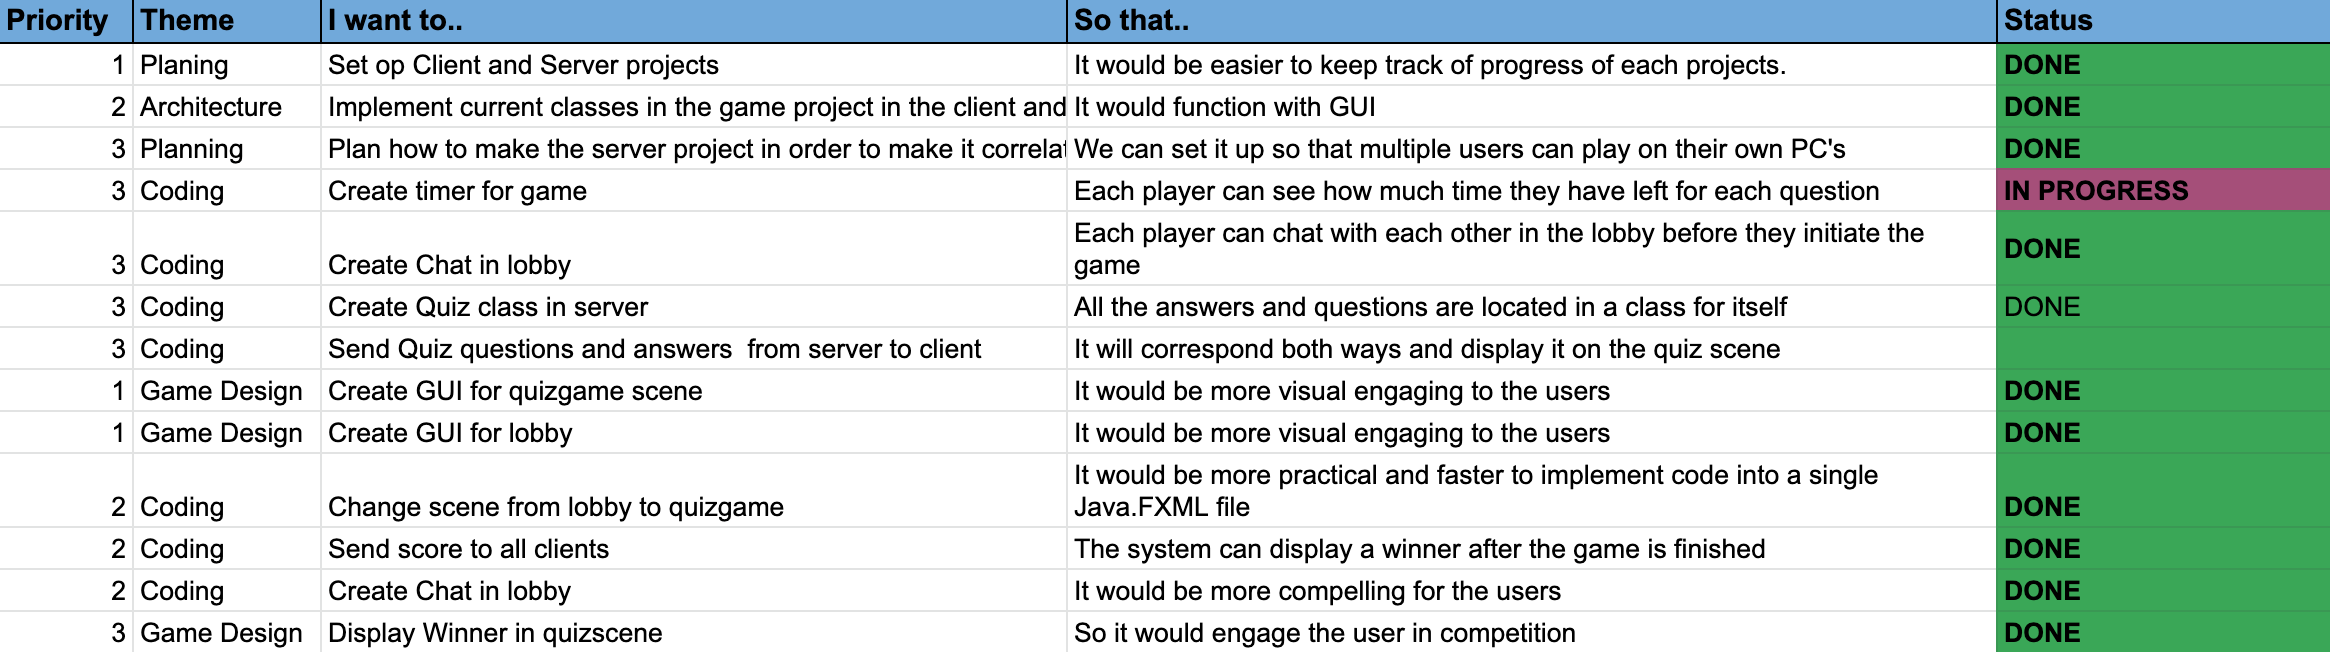 Priority Theme I want to.. So that.. Status
1 Planing Set op Client and Server projects It would be easier to keep track of progress of each projects. DONE
2 Architecture Implement current classes in the game project in the client and It would function with GUI DONE
3 Planning Plan how to make the server project in order to make it We can set it up so that multiple users can play on their own PC's DONE
3 Coding Create timer for game Each player can see how much time they have left for each question IN PROGRESS
3 Coding Create Chat in lobby Each player can chat with each other in the lobby before they initiate the
game DONE
3 Coding Create Quiz class in server All the answers and questions are located in a class for itself DONE
3 Coding Send Quiz questions and answers  from server to client It will correspond both ways and display it on the quiz scene
1 Game Design Create GUI for quizgame scene It would be more visual engaging to the users DONE
1 Game Design Create GUI for lobby It would be more visual engaging to the users DONE
2 Coding Change scene from lobby to quizgame It would be more practical and faster to implement code into a single
Java.FXML file DONE
2 Coding Send score to all clients The system can display a winner after the game is finished DONE
2 Coding Create Chat in lobby It would be more compelling for the users DONE
3 Game Design Display Winner in quizscene So it would engage the user in competition DONE